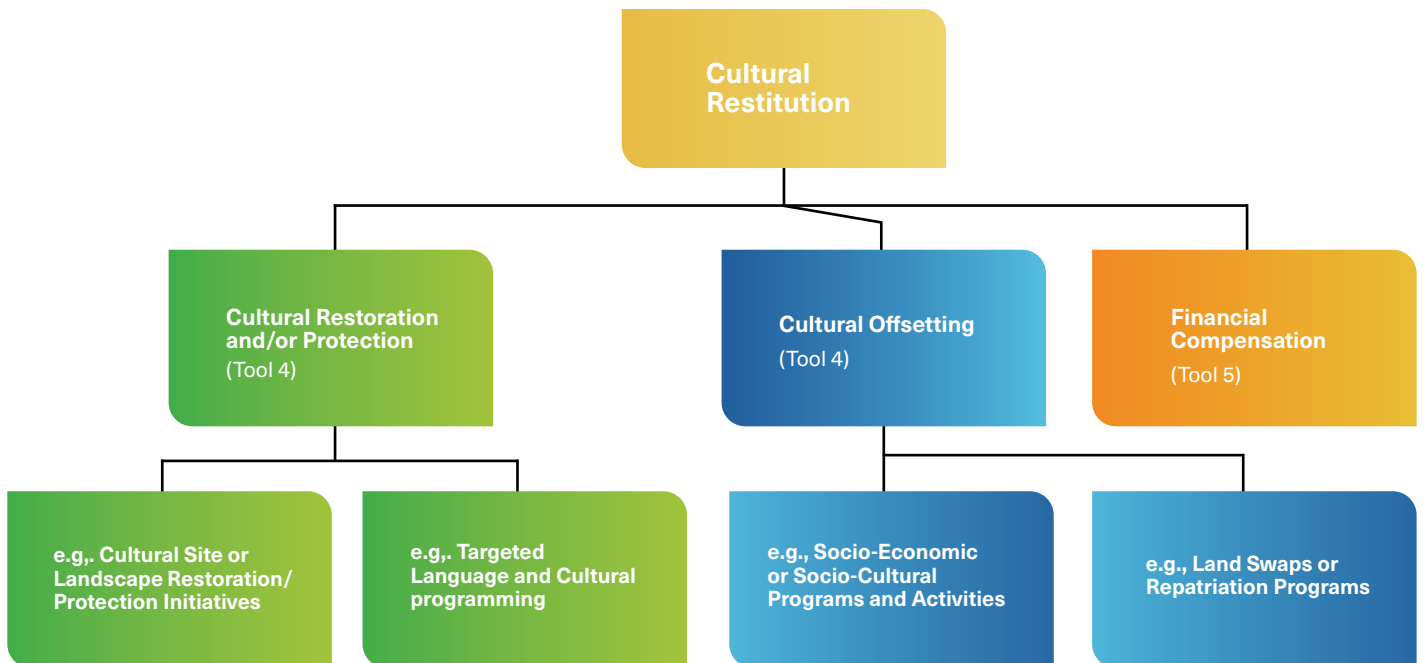 Cultural
Restitution
Cultural Restoration
and/or Protection
(Tool 4)
Cultural Offsetting
(Tool 4)
Financial
Compensation
(Tool 5)
e.g,. Cultural Site or
Landscape Restoration/
Protection Initiatives
e.g,. Targeted
Language and Cultural
programming
e.g., Socio-Economic
or Socio-Cultural
Programs and Activities
e.g., Land Swaps or
Repatriation Programs